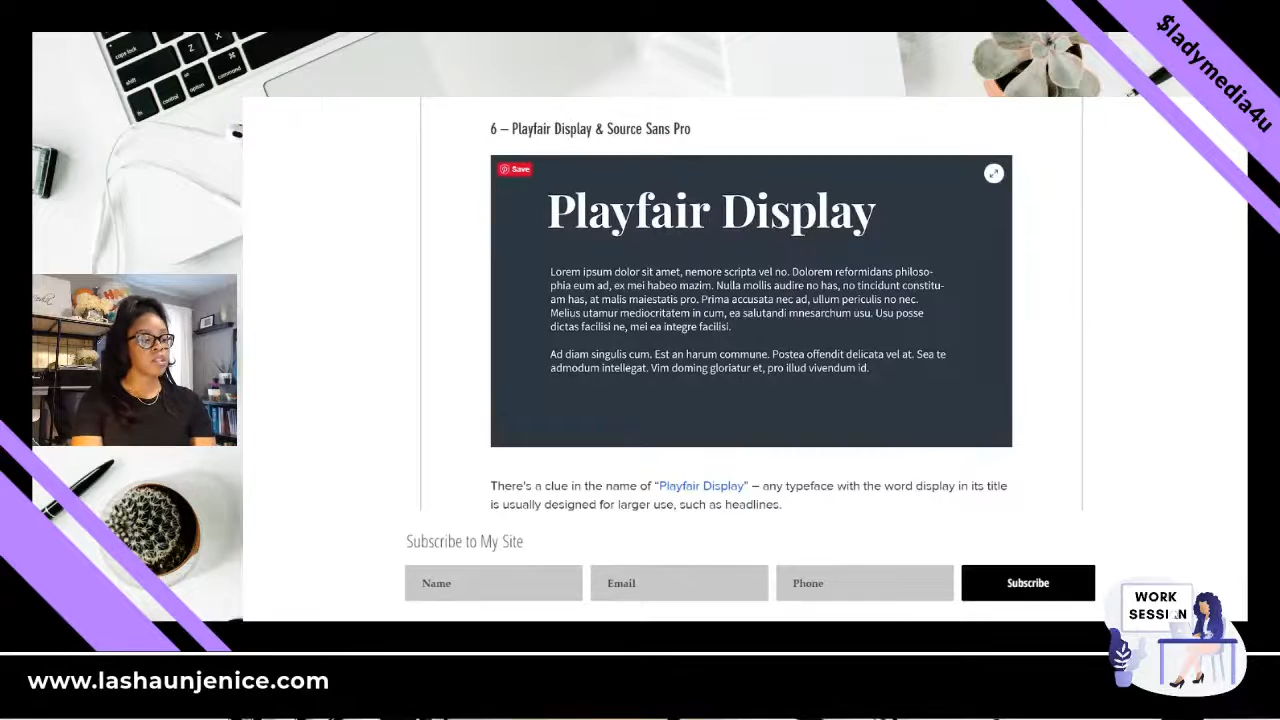 caps lock
shift
Z
X
control
option
⌘
command
$ladymedia4u
6 – Playfair Display & Source Sans Pro
Save
Playfair Display
Lorem ipsum dolor sit amet, nemore scripta vel no. Dolorem reformidans philoso-
phia eum ad, ex mei habeo mazim. Nulla mollis audire no has, no tincidunt constitu-
am has, at malis maiestatis pro. Prima accusata nec ad, ullum periculis no nec.
Melius utamur mediocritatem in cum, ea salutandi mnesarchum usu. Usu posse
dictas facilisi ne, mei ea integre facilisi.
Ad diam singulis cum. Est an harum commune. Postea offendit delicata vel at. Sea te
admodum intellegat. Vim doming gloriatur et, pro illud vivendum id.
There's a clue in the name of “Playfair Display” – any typeface with the word display in its title
is usually designed for larger use, such as headlines.
Subscribe to My Site
Name
Email
Phone
Subscribe
WORK
SESSION
www.lashaunjenice.com